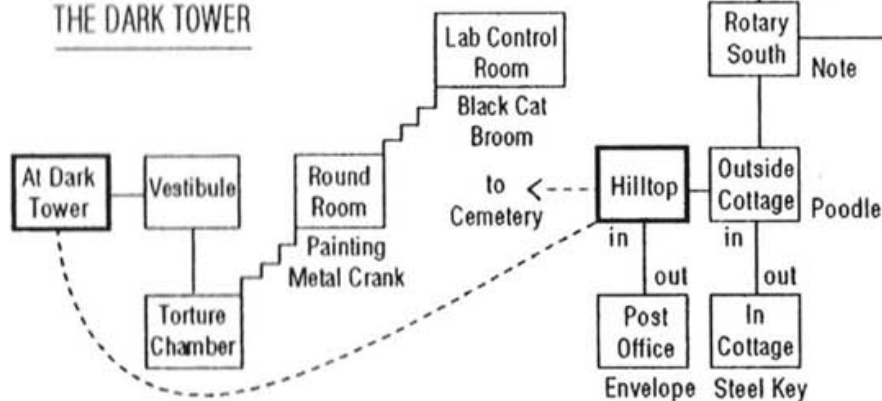 THE DARK TOWER
Lab Control
Room
Black Cat
Broom
Rotary
South
Note
At Dark
Tower
Vestibule
Round
Room
Painting
Metal Crank
to
Cemetery
Hilltop
in
out
Outside
Cottage
Poodle
in
out
Torture
Chamber
Post
Office
Envelope
In
Cottage
Steel Key